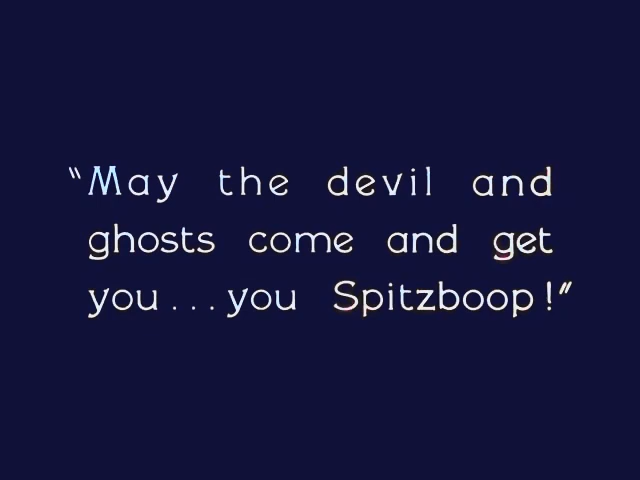 “May the devil and
ghosts come and get
you...you Spitzboop!”